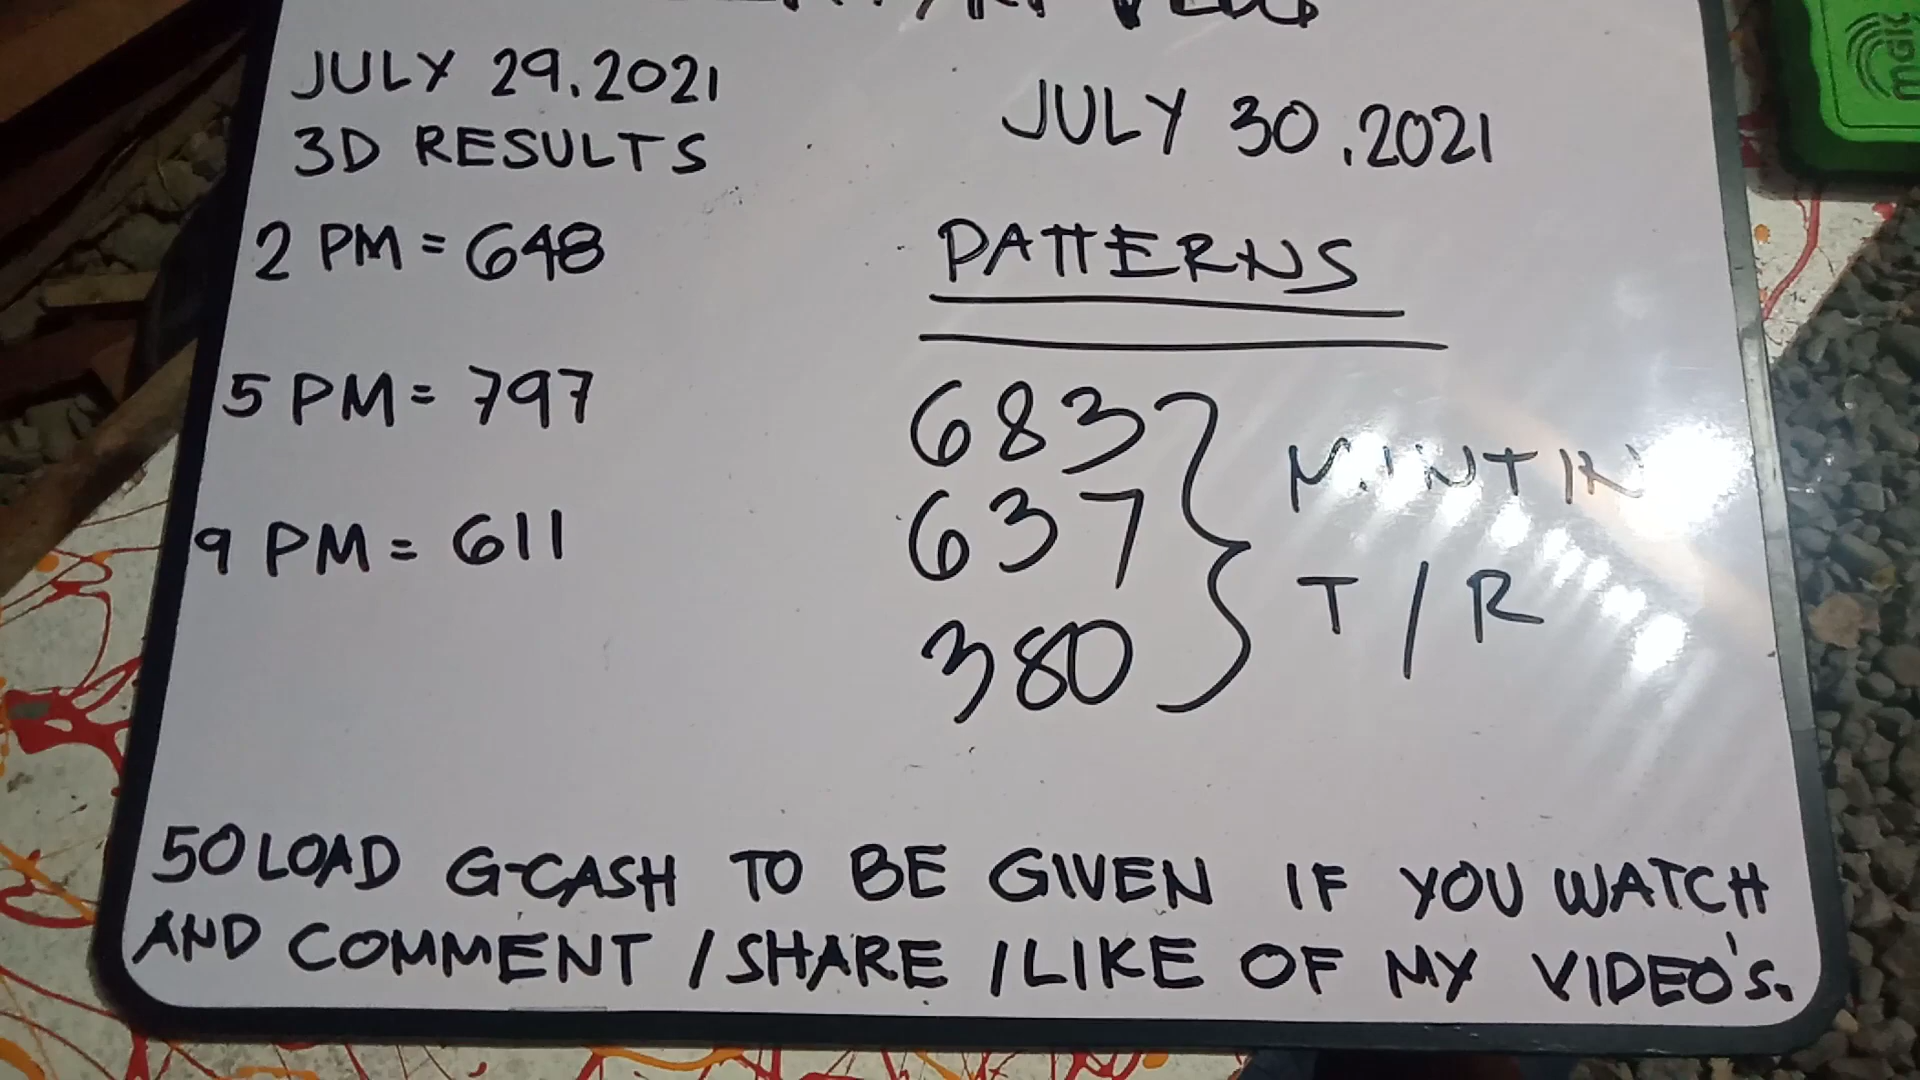 JULY 29, 2021
3D RESULTS
2 PM = 648
5 PM = 797
9 PM = 611
JULY 30, 2021
PATTERNS
683
637
380
T/R
50 LOAD G-CASH TO BE GIVEN IF YOU WATCH
AND COMMENT / SHARE / LIKE OF MY VIDEO'S.